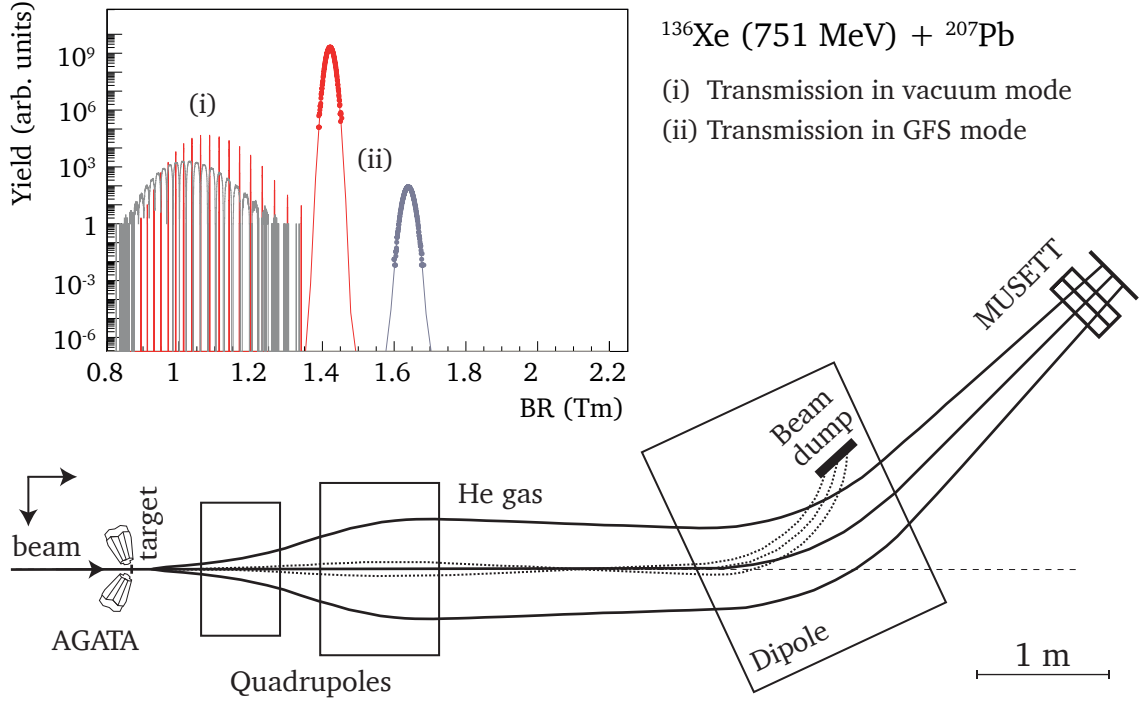 ¹³⁶Xe (751 MeV) + ²⁰⁷Pb
(i) Transmission in vacuum mode
(ii) Transmission in GFS mode
Yield (arb. units)
10⁹
10⁶
10³
1
10⁻³
10⁻⁶
(i)
(ii)
0.8 1 1.2 1.4 1.6 1.8 2 2.2
BR (Tm)
MUSETT
Beam
dump
He gas
target
beam
AGATA
Quadrupoles
Dipole
1 m